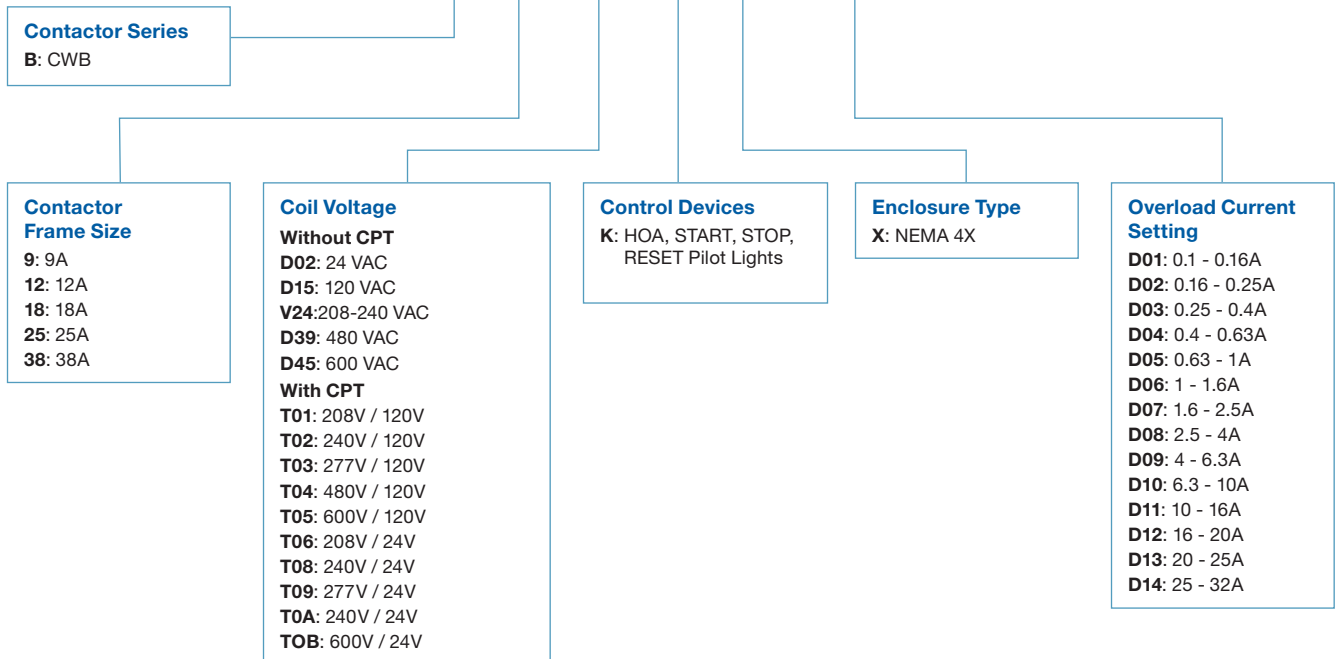 Contactor Series
B: CWB
Contactor
Frame Size
9: 9A
12: 12A
18: 18A
25: 25A
38: 38A
Coil Voltage
Without CPT
D02: 24 VAC
D15: 120 VAC
V24:208-240 VAC
D39: 480 VAC
D45: 600 VAC
With CPT
T01: 208V / 120V
T02: 240V / 120V
T03: 277V / 120V
T04: 480V / 120V
T05: 600V / 120V
T06: 208V / 24V
T08: 240V / 24V
T09: 277V / 24V
T0A: 240V / 24V
TOB: 600V / 24V
Control Devices
K: HOA, START, STOP,
RESET Pilot Lights
Enclosure Type
X: NEMA 4X
Overload Current
Setting
D01: 0.1 - 0.16A
D02: 0.16 - 0.25A
D03: 0.25 - 0.4A
D04: 0.4 - 0.63A
D05: 0.63 - 1A
D06: 1 - 1.6A
D07: 1.6 - 2.5A
D08: 2.5 - 4A
D09: 4 - 6.3A
D10: 6.3 - 10A
D11: 10 - 16A
D12: 16 - 20A
D13: 20 - 25A
D14: 25 - 32A